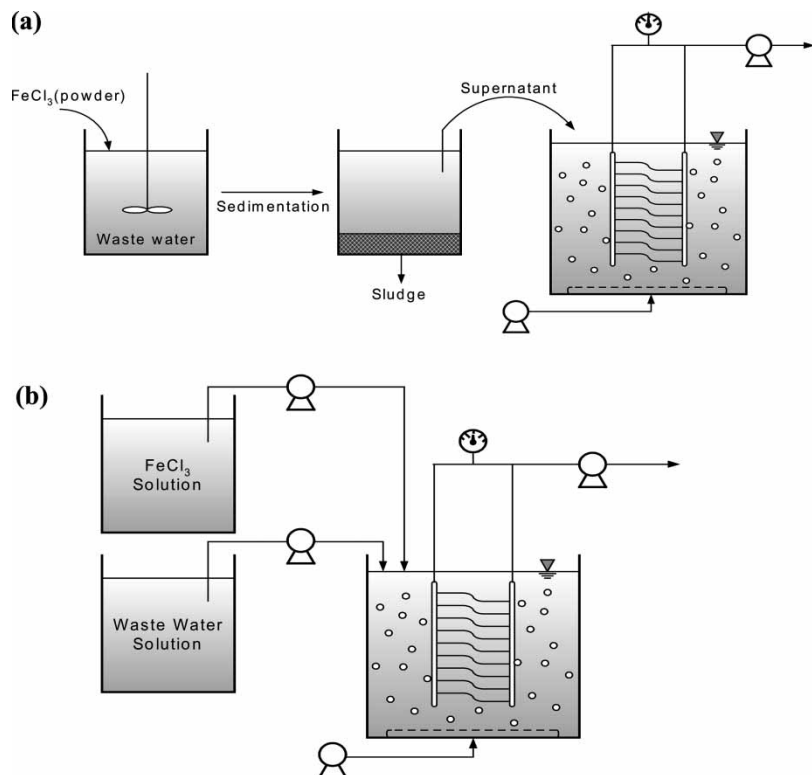 (a)
FeCl3(powder)
Waste water
Sedimentation
Sludge
Supernatant
(b)
FeCl3
Solution
Waste Water
Solution